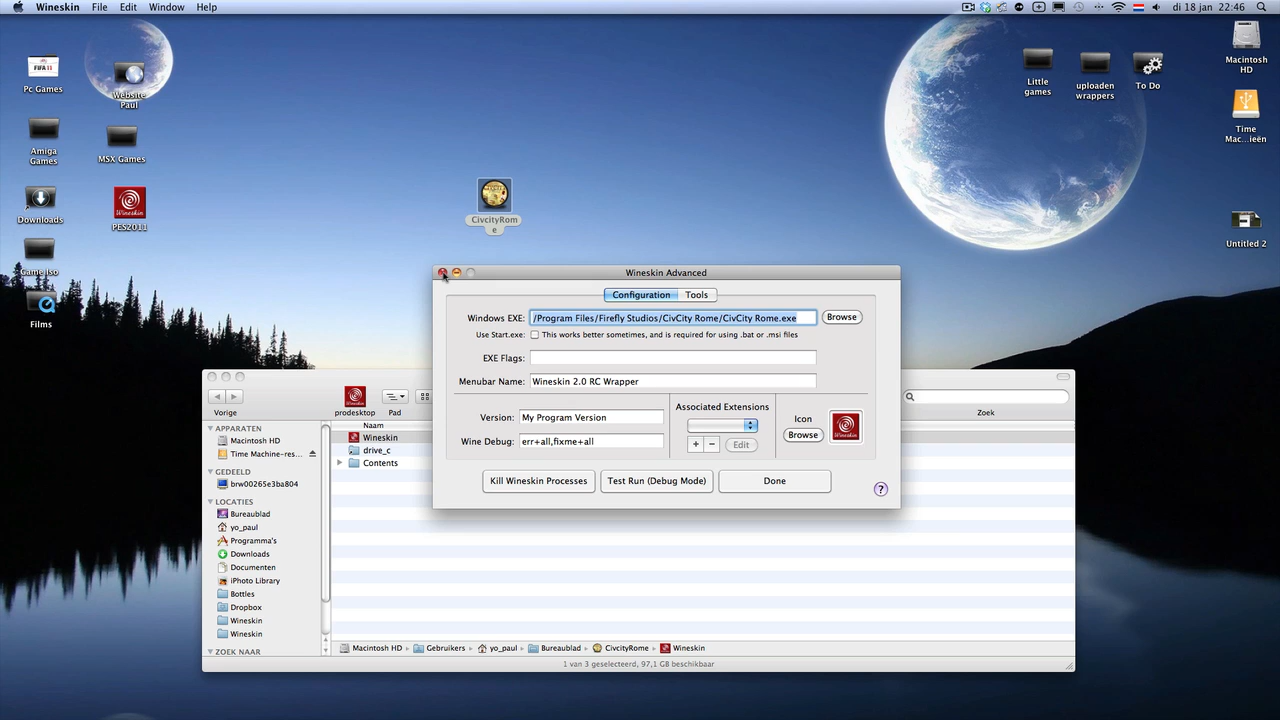 Wineskin File Edit Window Help
di 18 jan 22:46
Pc Games
Website
Paul
Amiga
Games
MSX Games
Downloads
PES2011
Game Iso
Films
CivcityRom
e
Little
games
uploaden
wrappers
To Do
Macintosh
HD
Time
Mac...ieën
Untitled 2
Wineskin Advanced
Configuration Tools
Windows EXE: /Program Files/Firefly Studios/CivCity Rome/CivCity Rome.exe Browse
Use Start.exe: This works better sometimes, and is required for using .bat or .msi files
EXE Flags:
Menubar Name: Wineskin 2.0 RC Wrapper
Version: My Program Version
Wine Debug: err+all,fixme+all
Associated Extensions
+ − Edit
Icon
Browse
Kill Wineskin Processes Test Run (Debug Mode) Done ?
Vorige
prodesktop
Pad
Zoek
Naam
Wineskin
drive_c
Contents
APPARATEN
Macintosh HD
Time Machine-res...
GEDEELD
brw00265e3ba804
LOCATIES
Bureaublad
yo_paul
Programma's
Downloads
Documenten
iPhoto Library
Bottles
Dropbox
Wineskin
Wineskin
ZOEK NAAR
Macintosh HD Gebruikers yo_paul Bureaublad CivcityRome Wineskin
1 van 3 geselecteerd, 97,1 GB beschikbaar